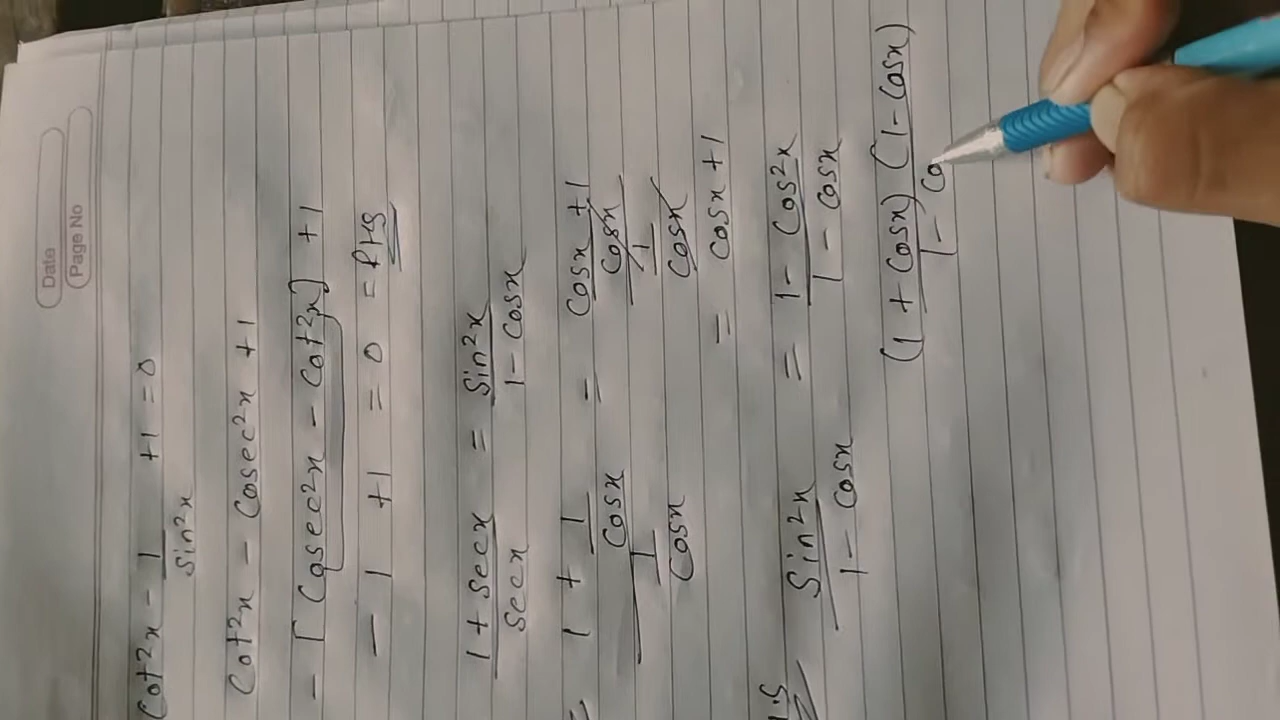 Date
Page No
Cot²x - 1/Sin²x +1 = 0
Cot²x - Cosec²x + 1
- [Cosec²x - Cot²x] + 1
- 1 + 1 = 0 = RHS
(1 + Secx)/Secx = Sin²x/(1 - Cosx)
= (1 + 1/Cosx)/(1/Cosx) = ((Cosx + 1)/Cosx)/(1/Cosx)
= Cosx + 1
Sin²x/(1 - Cosx) = (1 - Cos²x)/(1 - Cosx)
(1 + Cosx) (1 - Cosx)/(1 - Co